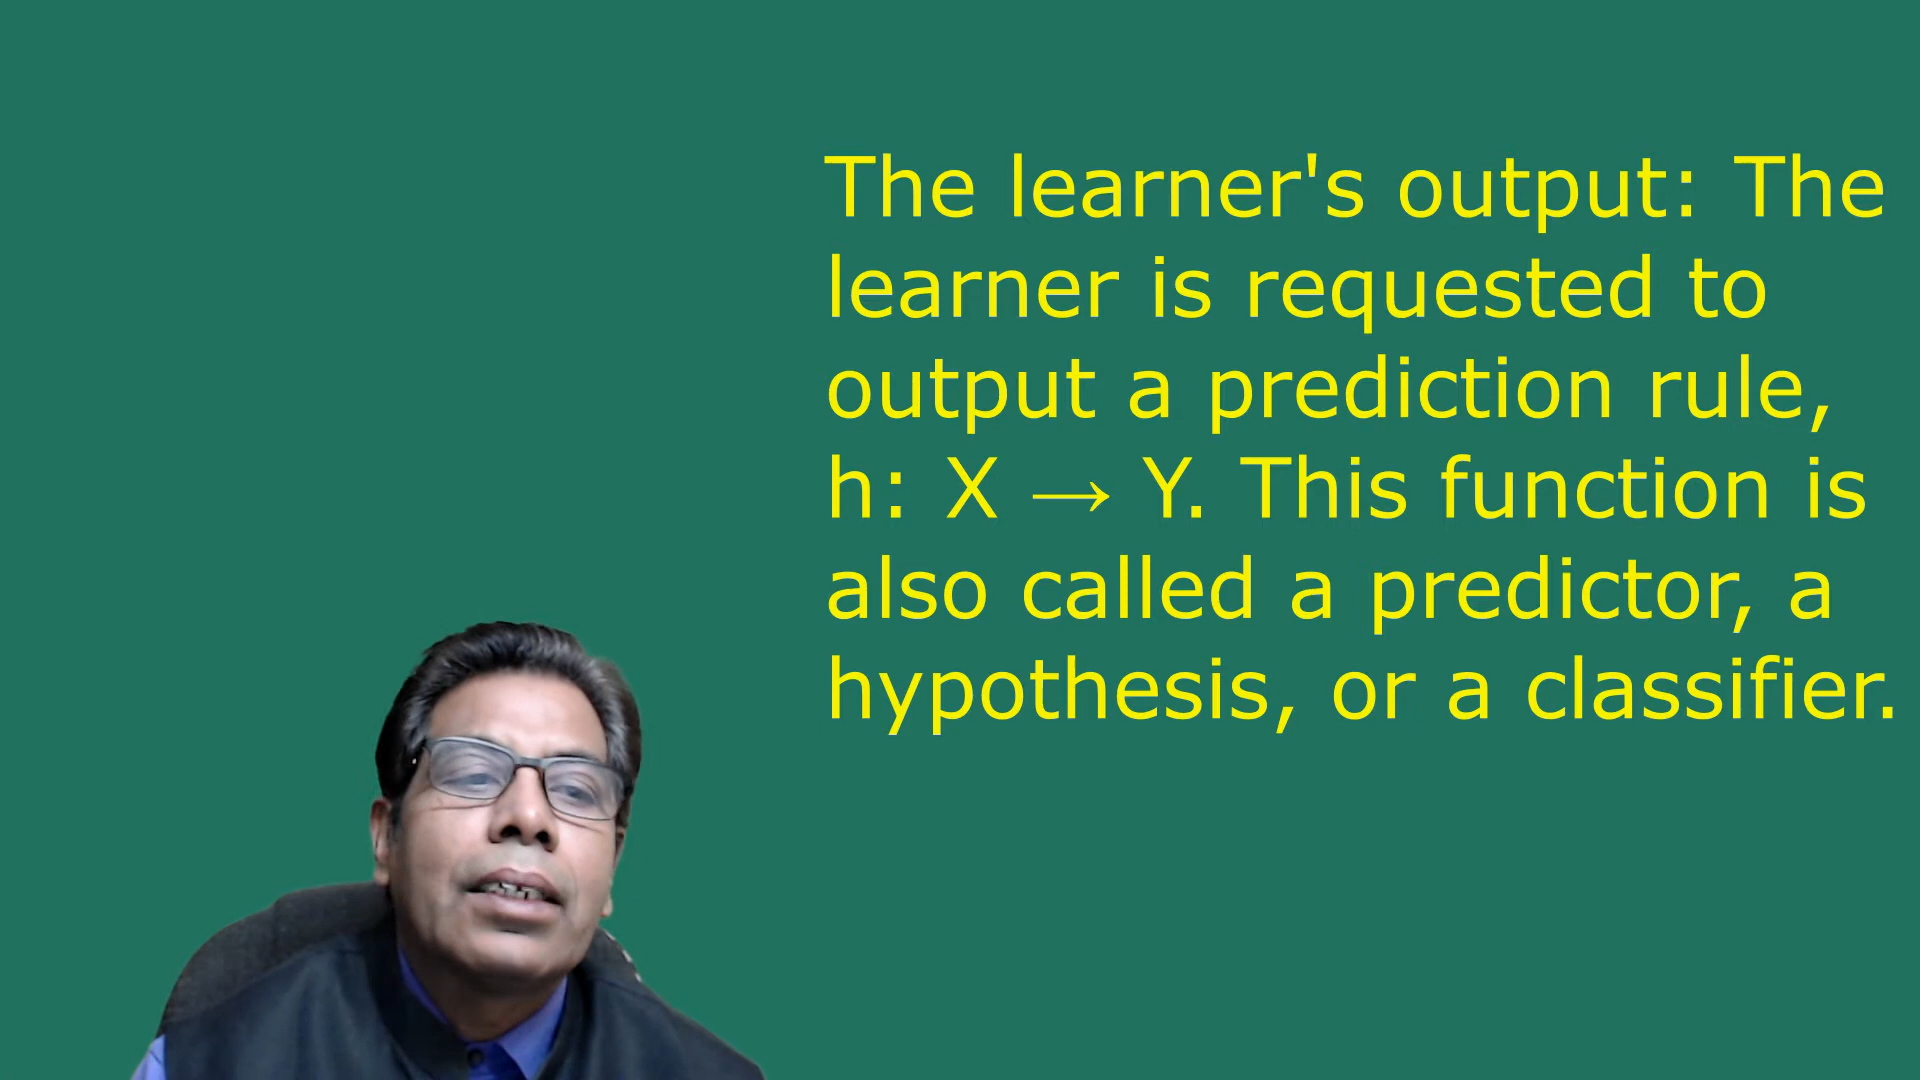 The learner's output: The
learner is requested to
output a prediction rule,
h: X → Y. This function is
also called a predictor, a
hypothesis, or a classifier.